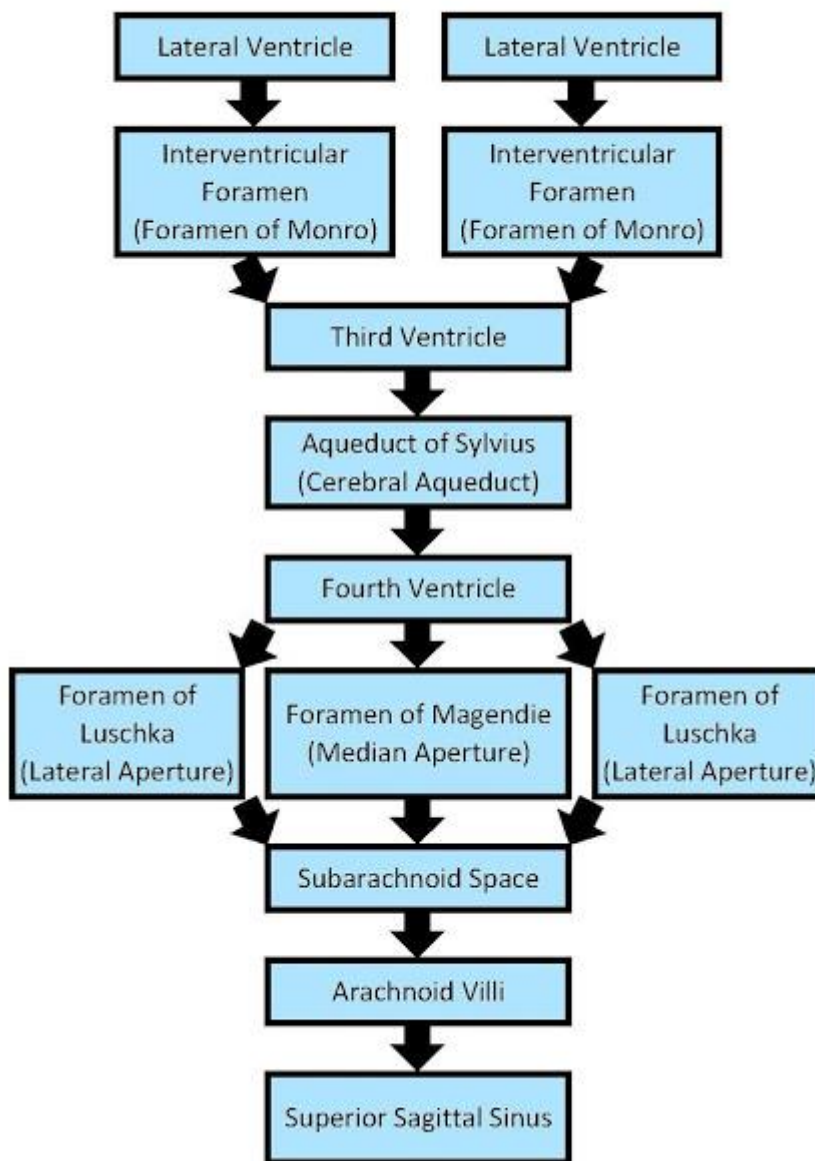 Lateral Ventricle
Lateral Ventricle
Interventricular
Foramen
(Foramen of Monro)
Interventricular
Foramen
(Foramen of Monro)
Third Ventricle
Aqueduct of Sylvius
(Cerebral Aqueduct)
Fourth Ventricle
Foramen of
Luschka
(Lateral Aperture)
Foramen of Magendie
(Median Aperture)
Foramen of
Luschka
(Lateral Aperture)
Subarachnoid Space
Arachnoid Villi
Superior Sagittal Sinus